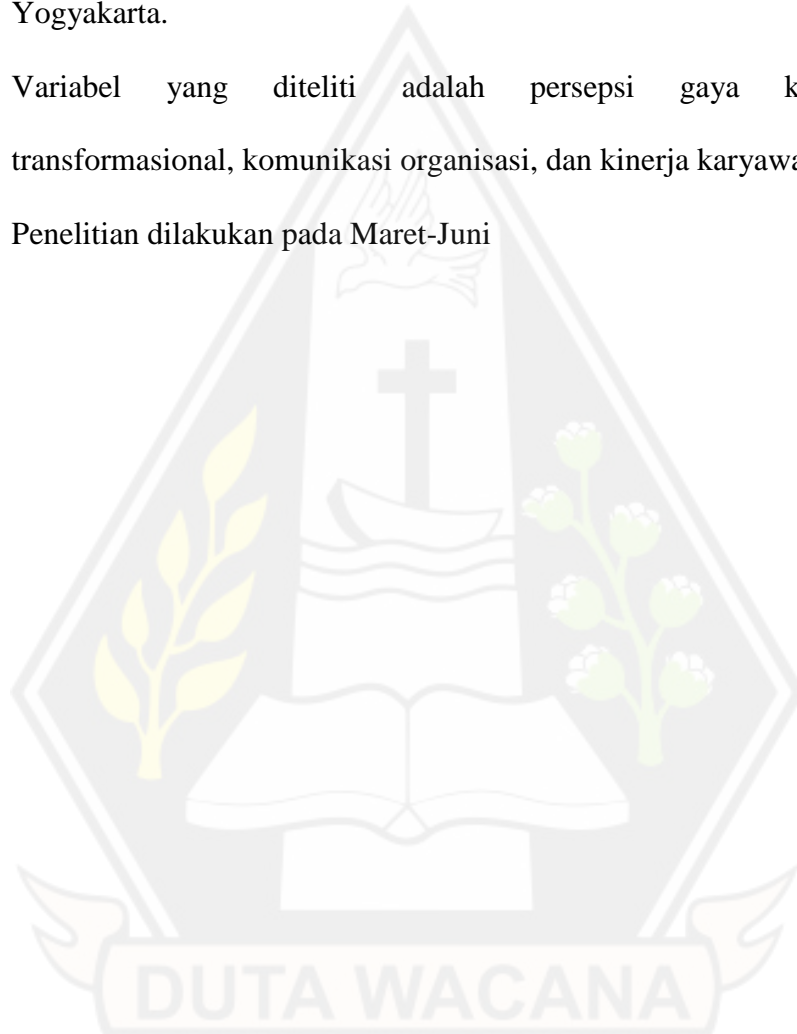 Yogyakarta.
Variabel yang diteliti adalah persepsi gaya k
transformasional, komunikasi organisasi, dan kinerja karyawa
Penelitian dilakukan pada Maret-Juni
DUTA WACANA